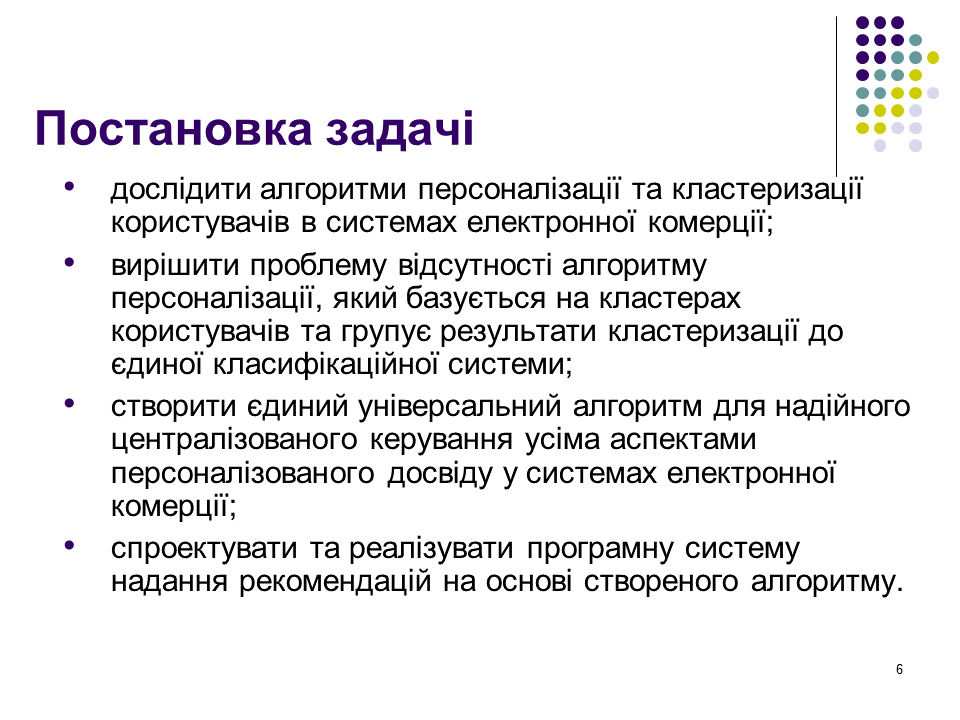 Постановка задачі
• дослідити алгоритми персоналізації та кластеризації
користувачів в системах електронної комерції;
• вирішити проблему відсутності алгоритму
персоналізації, який базується на кластерах
користувачів та групує результати кластеризації до
єдиної класифікаційної системи;
• створити єдиний універсальний алгоритм для надійного
централізованого керування усіма аспектами
персоналізованого досвіду у системах електронної
комерції;
• спроектувати та реалізувати програмну систему
надання рекомендацій на основі створеного алгоритму.
6